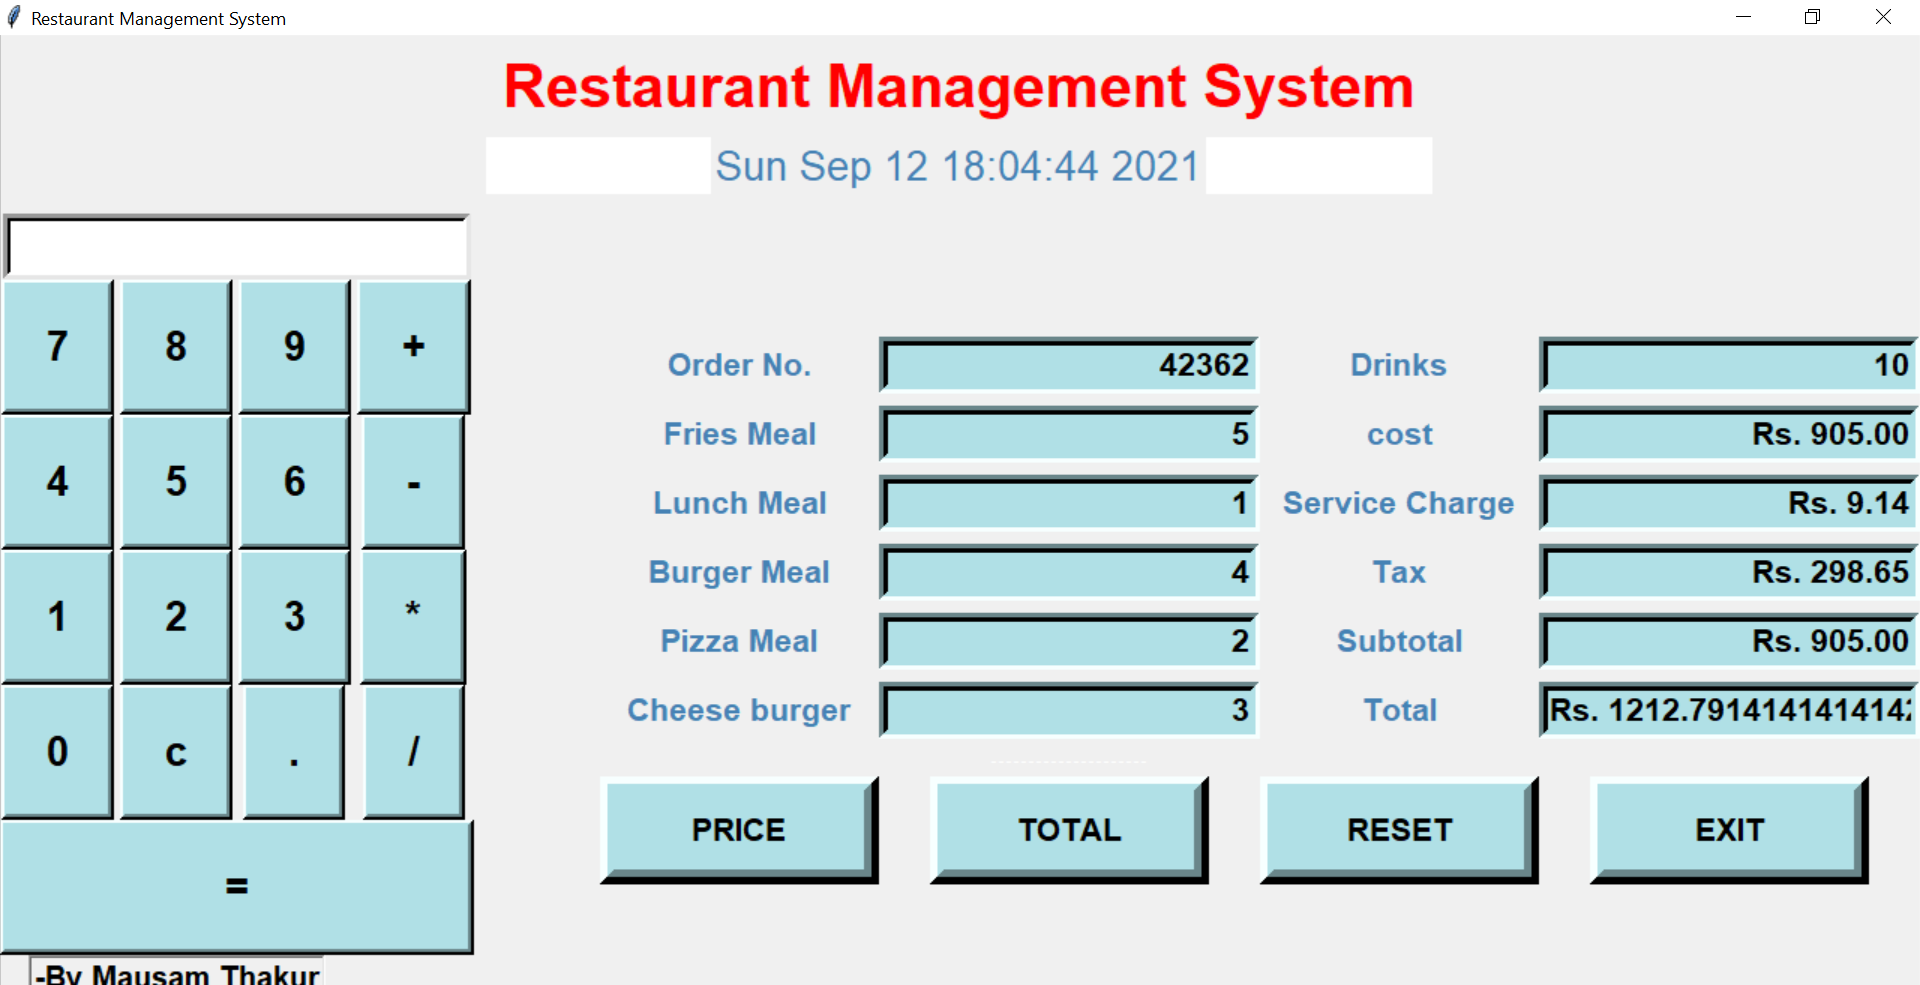 Restaurant Management System
Restaurant Management System
Sun Sep 12 18:04:44 2021
7 8 9 +
4 5 6 -
1 2 3 *
0 c . /
=
-By Mausam Thakur
Order No. 42362 Drinks 10
Fries Meal 5 cost Rs. 905.00
Lunch Meal 1 Service Charge Rs. 9.14
Burger Meal 4 Tax Rs. 298.65
Pizza Meal 2 Subtotal Rs. 905.00
Cheese burger 3 Total Rs. 1212.7914141414142
PRICE TOTAL RESET EXIT